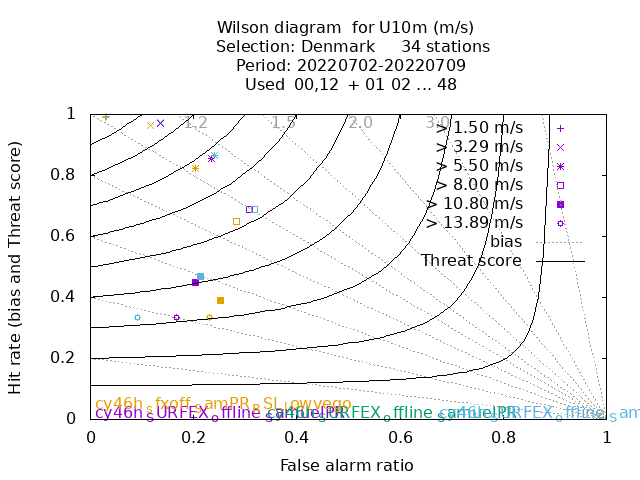 Wilson diagram  for U10m (m/s)
Selection: Denmark     34 stations
Period: 20220702-20220709
Used  00,12  + 01 02 ... 48
Hit rate (bias and Threat score)
1
0.8
0.6
0.4
0.2
0
1.2
1.5
2.0
3.0
> 1.50 m/s
> 3.29 m/s
> 5.50 m/s
> 8.00 m/s
> 10.80 m/s
> 13.89 m/s
bias
Threat score
0
0.2
0.4
0.6
0.8
1
False alarm ratio